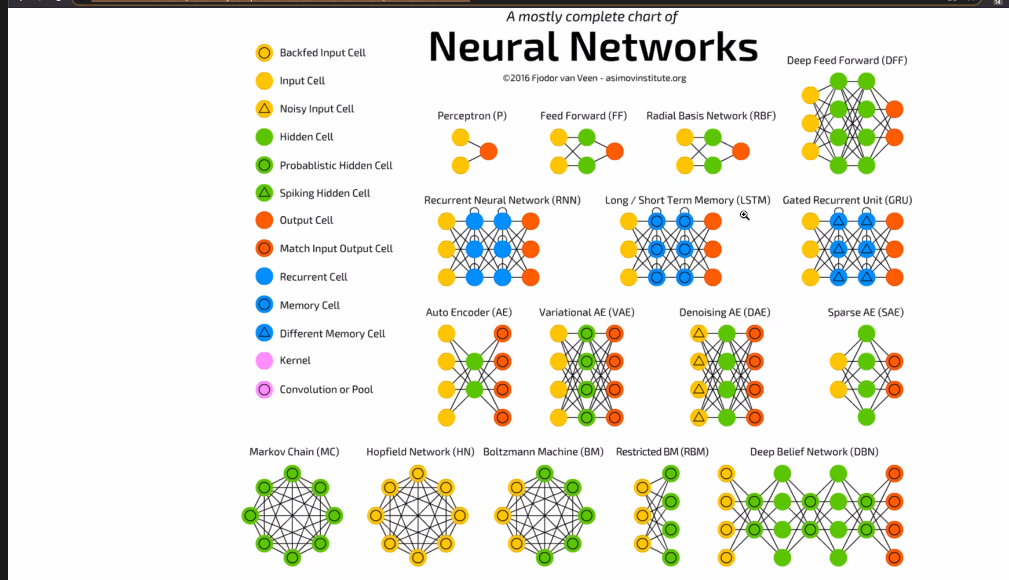 A mostly complete chart of
Neural Networks
©2016 Fjodor van Veen - asimovinstitute.org
Backfed Input Cell
Input Cell
Noisy Input Cell
Hidden Cell
Probablistic Hidden Cell
Spiking Hidden Cell
Output Cell
Match Input Output Cell
Recurrent Cell
Memory Cell
Different Memory Cell
Kernel
Convolution or Pool
Deep Feed Forward (DFF)
Perceptron (P)
Feed Forward (FF)
Radial Basis Network (RBF)
Recurrent Neural Network (RNN)
Long / Short Term Memory (LSTM)
Gated Recurrent Unit (GRU)
Auto Encoder (AE)
Variational AE (VAE)
Denoising AE (DAE)
Sparse AE (SAE)
Markov Chain (MC)
Hopfield Network (HN)
Boltzmann Machine (BM)
Restricted BM (RBM)
Deep Belief Network (DBN)